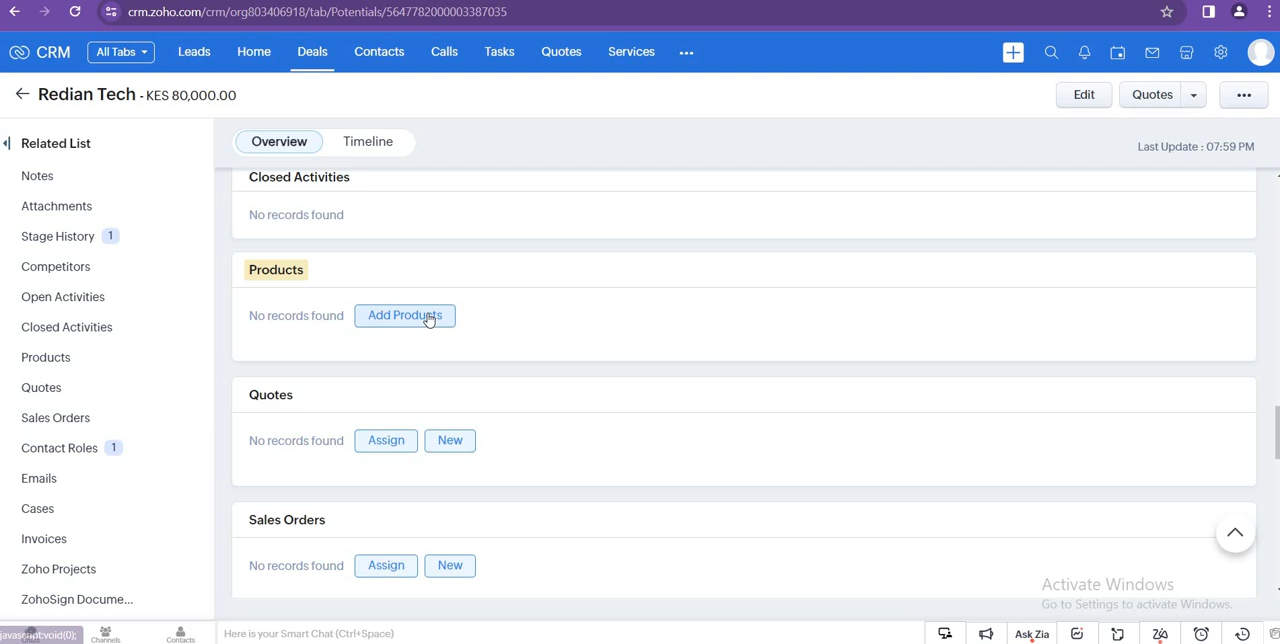 crm.zoho.com/crm/org803406918/tab/Potentials/5647782000003387035
CRM All Tabs Leads Home Deals Contacts Calls Tasks Quotes Services •••
Redian Tech - KES 80,000.00 Edit Quotes •••
Related List
Overview Timeline Last Update : 07:59 PM
Notes
Attachments
Stage History 1
Competitors
Open Activities
Closed Activities
Products
Quotes
Sales Orders
Contact Roles 1
Emails
Cases
Invoices
Zoho Projects
ZohoSign Docume...
Closed Activities
No records found
Products
No records found Add Products
Quotes
No records found Assign New
Sales Orders
No records found Assign New
Activate Windows
Go to Settings to activate Windows.
javascript:void(0); Channels Contacts Here is your Smart Chat (Ctrl+Space) Ask Zia